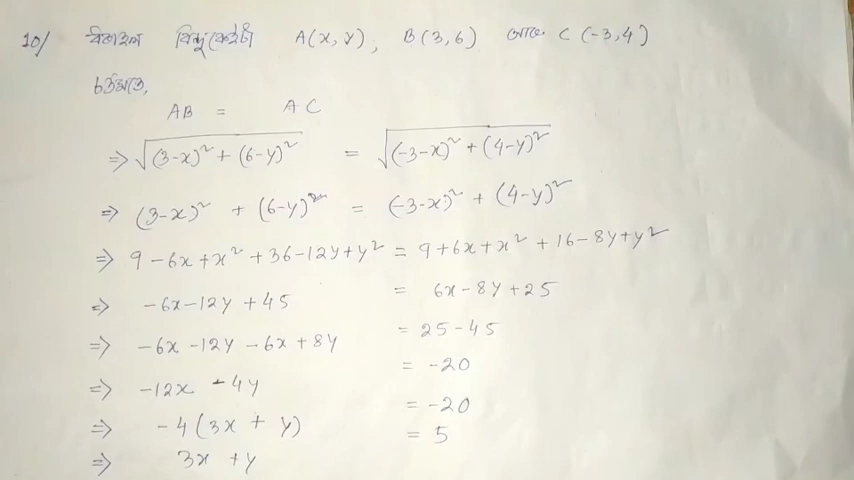 10/ বিন্দুকেইটা A(x, y), B(3,6) আৰু C(-3,4)
চৰ্তমতে,
AB = AC
⇒ √((3-x)² + (6-y)²) = √((-3-x)² + (4-y)²)
⇒ (3-x)² + (6-y)² = (-3-x)² + (4-y)²
⇒ 9 - 6x + x² + 36 - 12y + y² = 9 + 6x + x² + 16 - 8y + y²
⇒ -6x - 12y + 45 = 6x - 8y + 25
⇒ -6x - 12y - 6x + 8y = 25 - 45
⇒ -12x - 4y = -20
⇒ -4(3x + y) = -20
⇒ 3x + y = 5